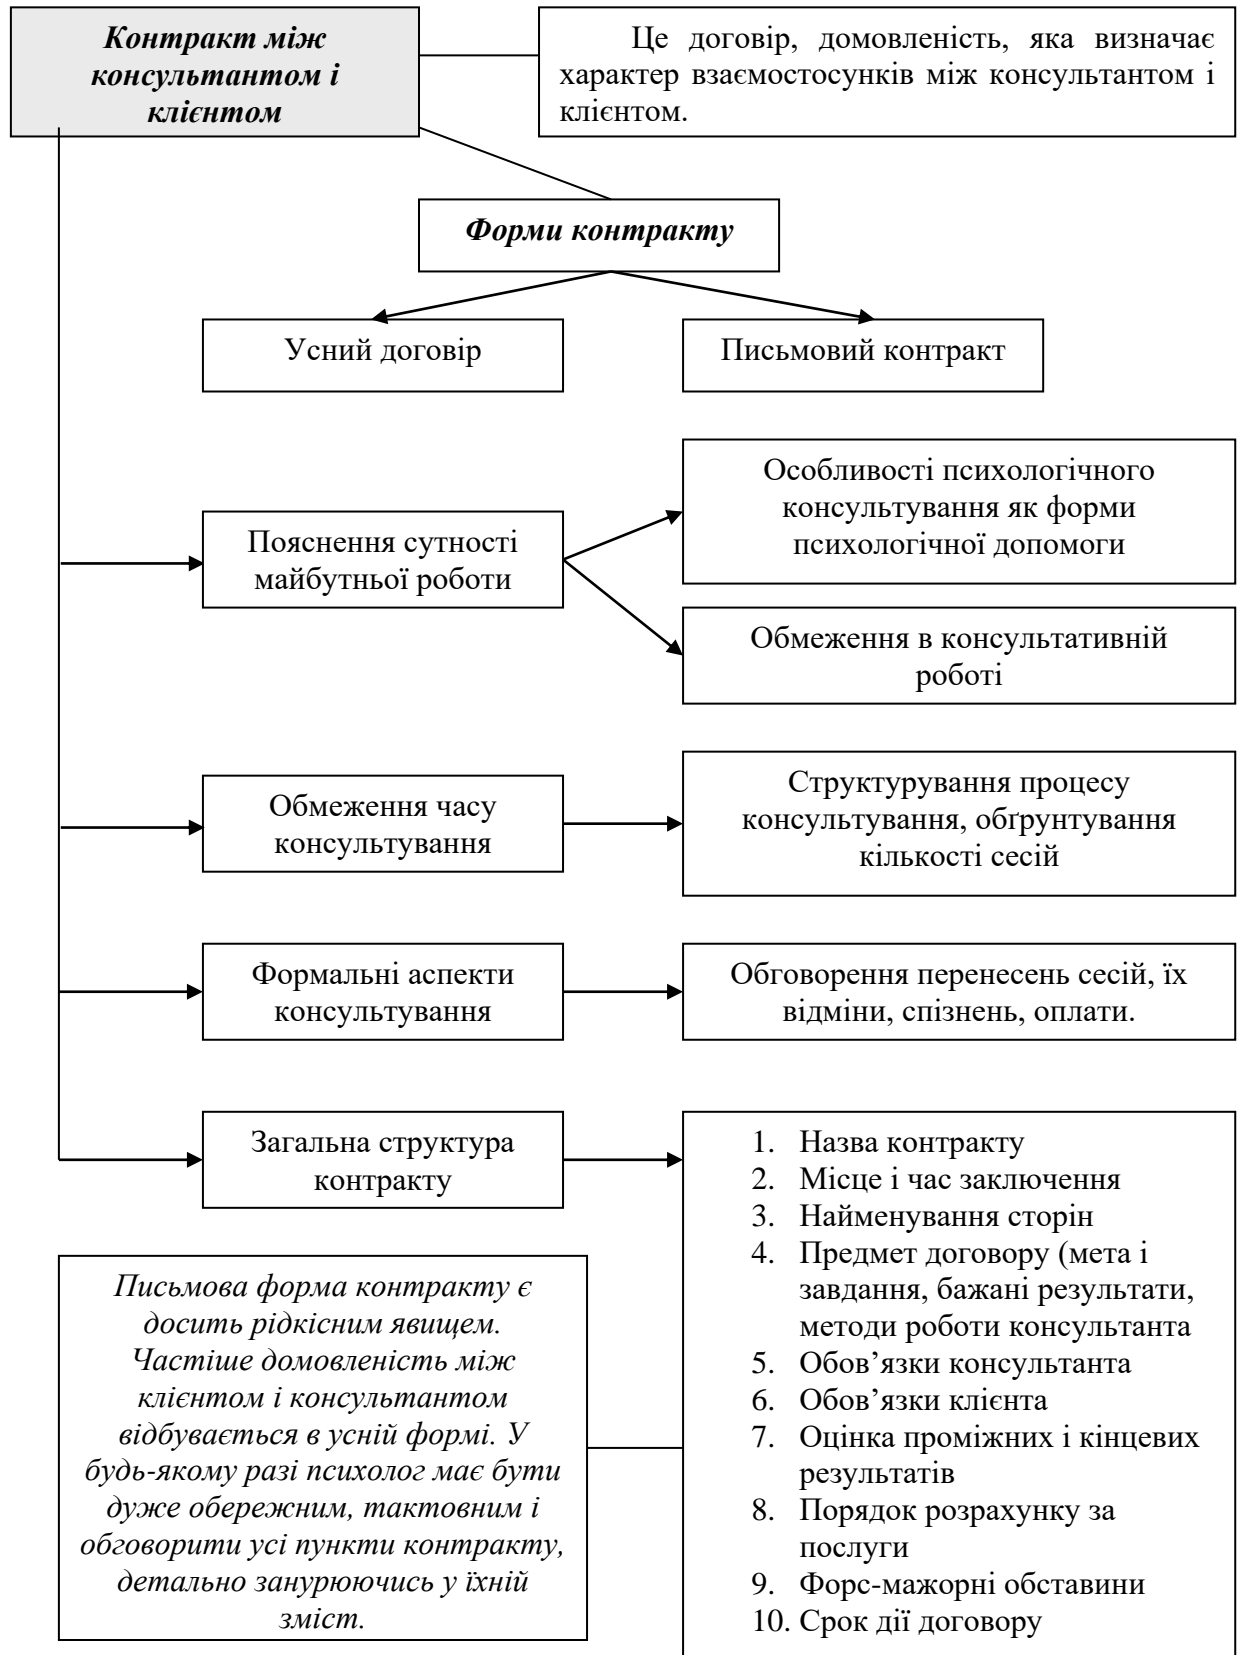 Контракт між
консультантом і
клієнтом
Це договір, домовленість, яка визначає
характер взаємостосунків між консультантом і
клієнтом.
Форми контракту
Усний договір
Письмовий контракт
Пояснення сутності
майбутньої роботи
Особливості психологічного
консультування як форми
психологічної допомоги
Обмеження в консультативній
роботі
Обмеження часу
консультування
Структурування процесу
консультування, обґрунтування
кількості сесій
Формальні аспекти
консультування
Обговорення перенесень сесій, їх
відміни, спізнень, оплати.
Загальна структура
контракту
1. Назва контракту
2. Місце і час заключення
3. Найменування сторін
4. Предмет договору (мета і
завдання, бажані результати,
методи роботи консультанта
5. Обов’язки консультанта
6. Обов’язки клієнта
7. Оцінка проміжних і кінцевих
результатів
8. Порядок розрахунку за
послуги
9. Форс-мажорні обставини
10. Срок дії договору
Письмова форма контракту є
досить рідкісним явищем.
Частіше домовленість між
клієнтом і консультантом
відбувається в усній формі. У
будь-якому разі психолог має бути
дуже обережним, тактовним і
обговорити усі пункти контракту,
детально занурюючись у їхній
зміст.